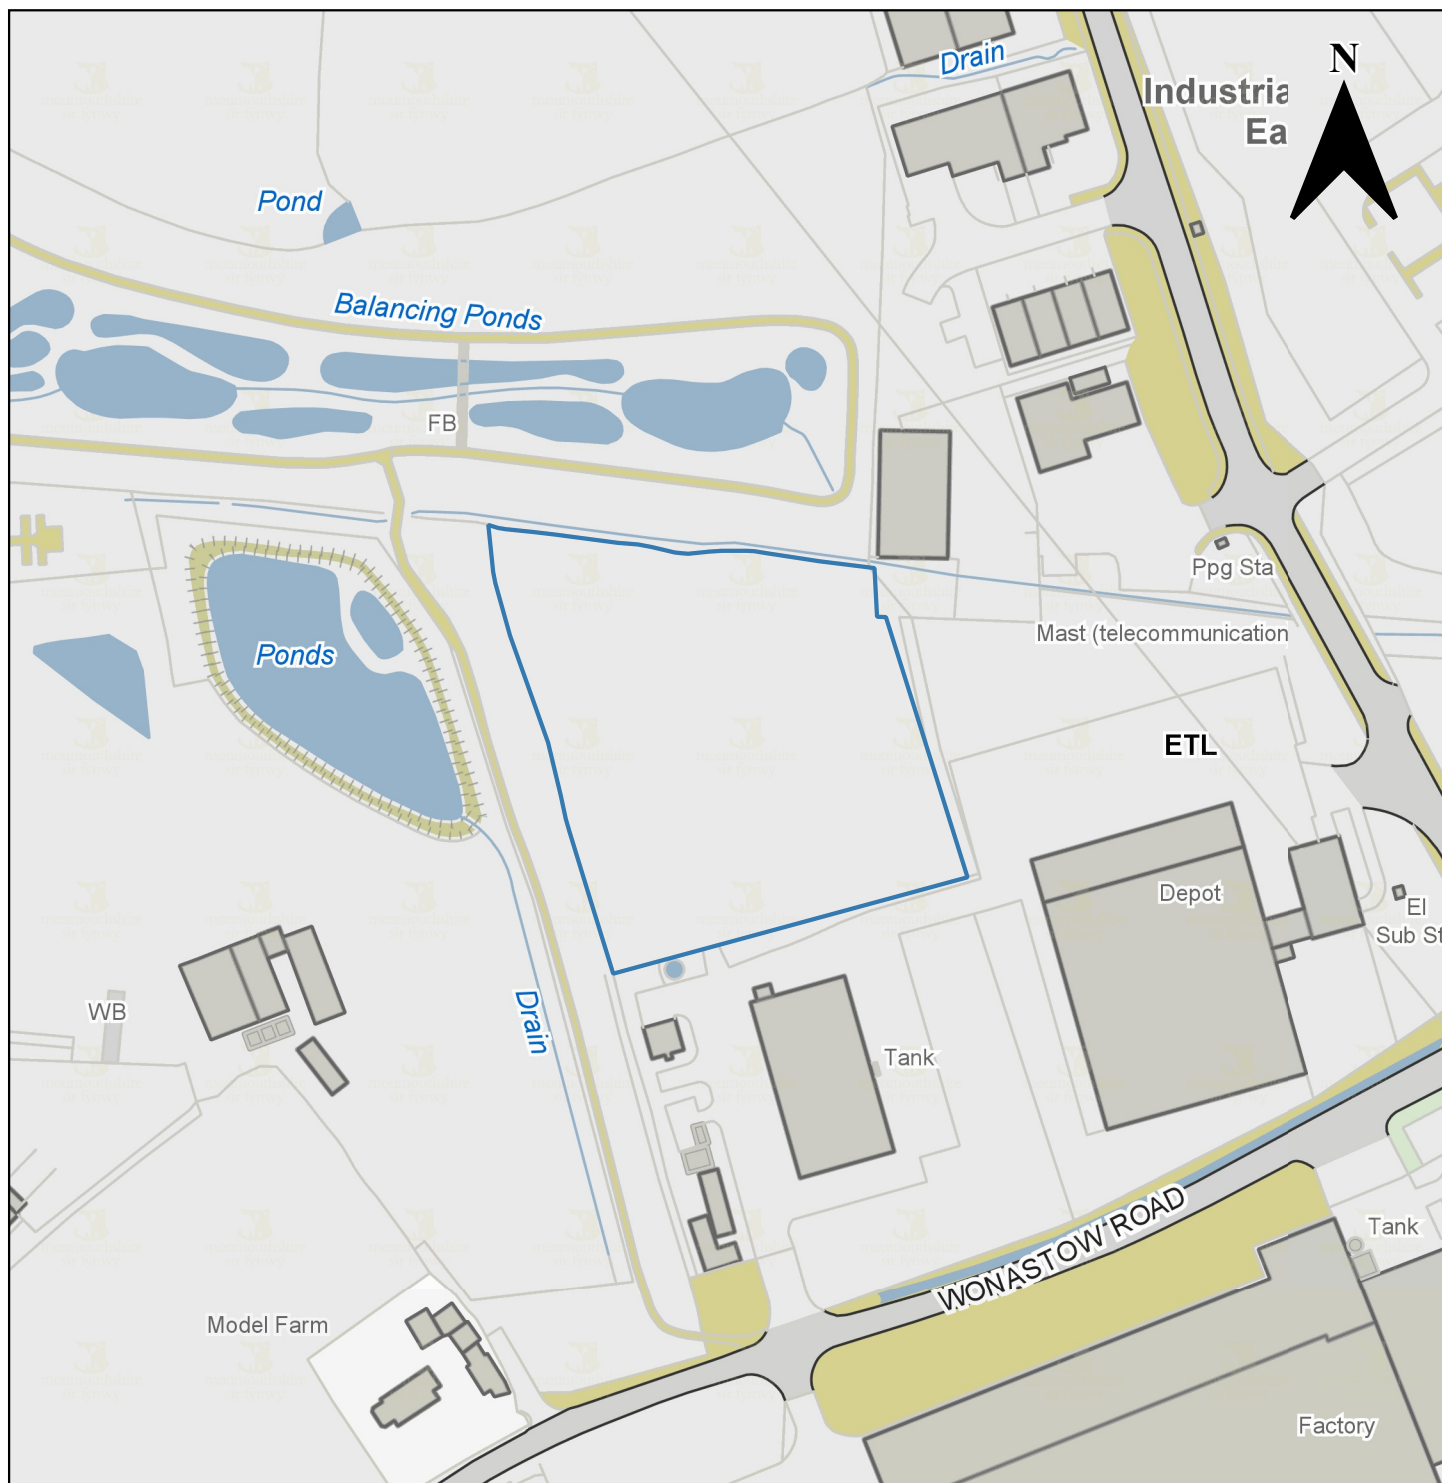 N
Drain
Industria
Ea
Pond
Balancing Ponds
FB
Ppg Sta
Mast (telecommunication
Ponds
ETL
Depot
El
Sub St
WB
Drain
Tank
WONASTOW ROAD
Tank
Model Farm
Factory